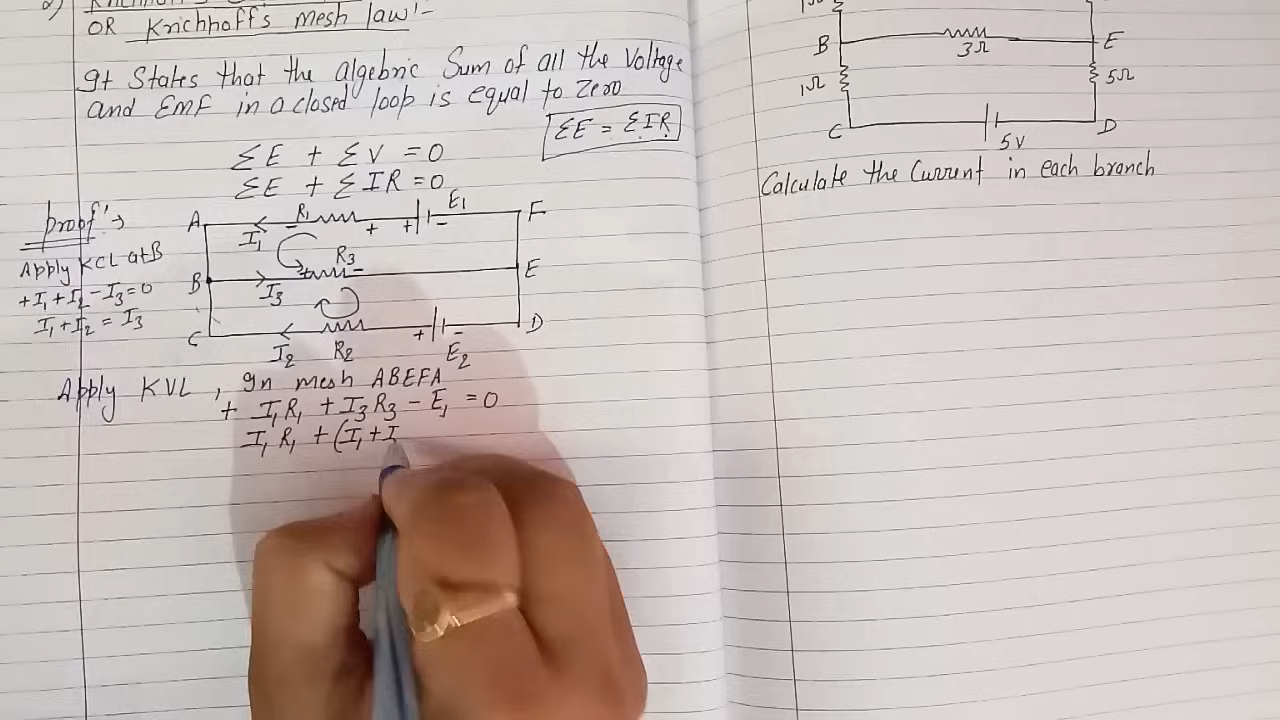 2)
OR Krichhoff's mesh law :-
It States that the algebric Sum of all the Voltage
and EMF in a closed loop is equal to zero
ΣE = ΣIR
ΣE + ΣV = 0
ΣE + ΣIR = 0
proof :→
Apply KCL at B
+I₁+I₂-I₃=0
I₁+I₂ = I₃
A I₁ R₁ + + - E₁ F
B I₃ + R₃ - E
C I₂ R₂ + - E₂ D
Apply KVL, In mesh ABEFA
+ I₁R₁ + I₃R₃ - E₁ = 0
I₁R₁ + (I₁+I
B 3Ω E
1Ω 5Ω
C 5V D
Calculate the Current in each branch